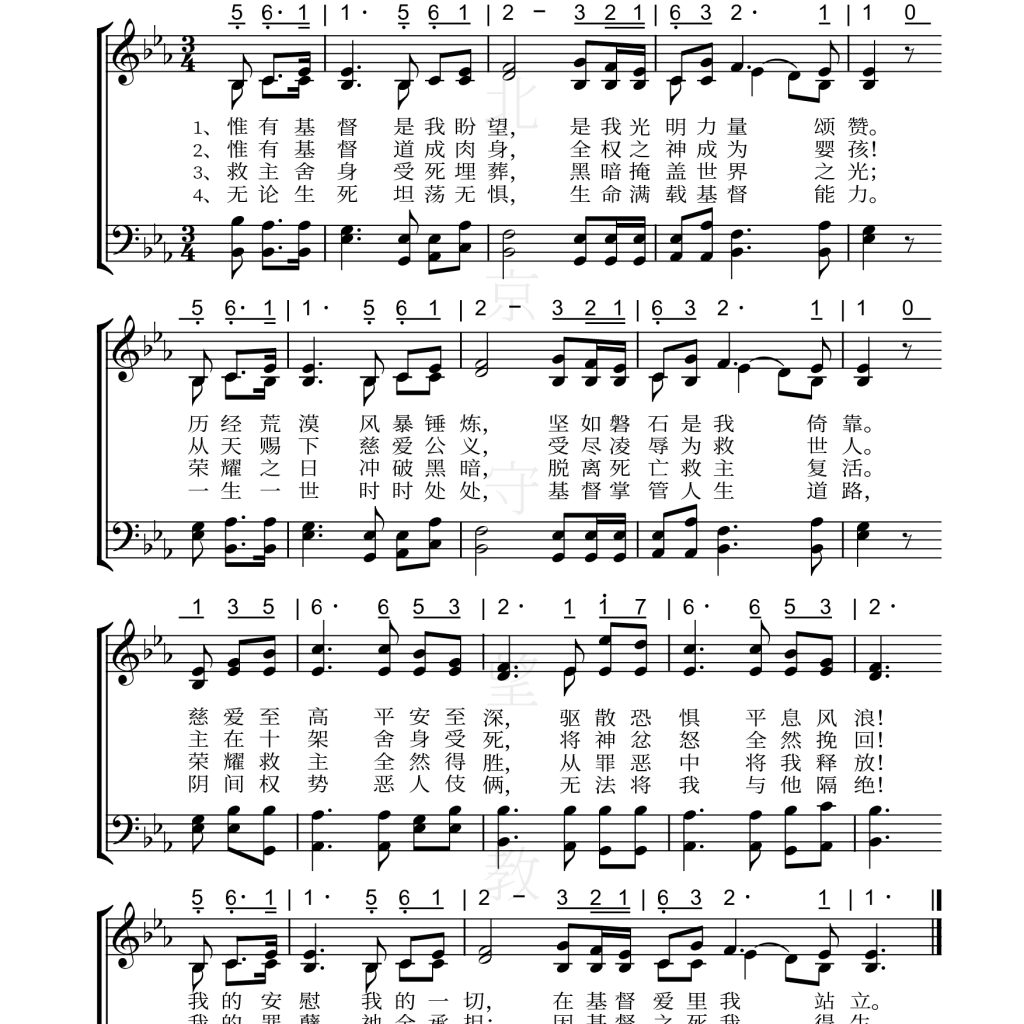 5 6· 1 | 1· 5 6 1 | 2 – 3 2 1 | 6 3 2· 1 | 1 0
1、惟有基督 是我盼望, 是我光明力量 颂赞。
2、惟有基督 道成肉身, 全权之神成为 婴孩!
3、救主舍身 受死埋葬, 黑暗掩盖世界 之光;
4、无论生死 坦荡无惧, 生命满载基督 能力。
5 6· 1 | 1· 5 6 1 | 2 – 3 2 1 | 6 3 2· 1 | 1 0
历经荒漠 风暴锤炼, 坚如磐石是我 倚靠。
从天赐下 慈爱公义, 受尽凌辱为救 世人。
荣耀之日 冲破黑暗, 脱离死亡救主 复活。
一生一世 时时处处, 基督掌管人生 道路,
1 3 5 | 6· 6 5 3 | 2· 1 1 7 | 6· 6 5 3 | 2·
慈爱至高 平安至深, 驱散恐惧 平息风浪!
主在十架 舍身受死, 将神忿怒 全然挽回!
荣耀救主 全然得胜, 从罪恶中 将我释放!
阴间权势 恶人伎俩, 无法将我 与他隔绝!
5 6· 1 | 1· 5 6 1 | 2 – 3 2 1 | 6 3 2· 1 | 1·
我的安慰 我的一切, 在基督爱里我 站立。
北京守望教